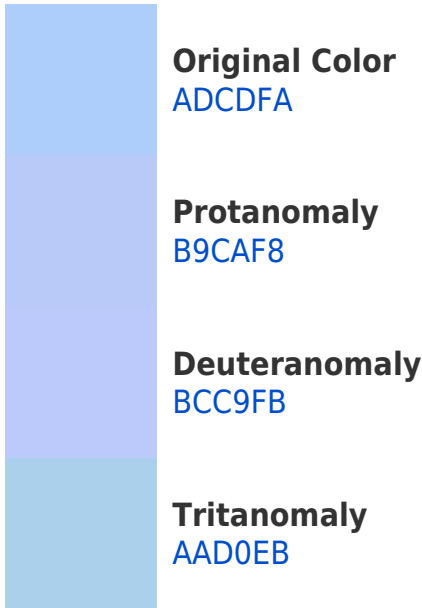 Original Color
ADCDFA
Protanomaly
B9CAF8
Deuteranomaly
BCC9FB
Tritanomaly
AAD0EB